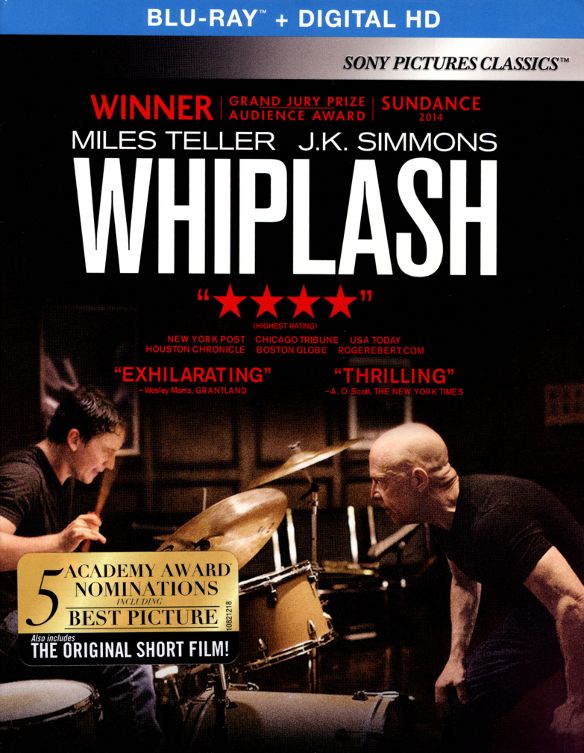 BLU-RAY™ + DIGITAL HD
SONY PICTURES CLASSICS™
WINNER GRAND JURY PRIZE AUDIENCE AWARD SUNDANCE 2014
MILES TELLER J.K. SIMMONS
WHIPLASH
"★★★★"
(HIGHEST RATING)
NEW YORK POST CHICAGO TRIBUNE USA TODAY
HOUSTON CHRONICLE BOSTON GLOBE ROGEREBERT.COM
"EXHILARATING" "THRILLING"
–Wesley Morris, GRANTLAND –A. O. Scott, THE NEW YORK TIMES
5 ACADEMY AWARD
NOMINATIONS
INCLUDING
BEST PICTURE
10821218
Also includes
THE ORIGINAL SHORT FILM!